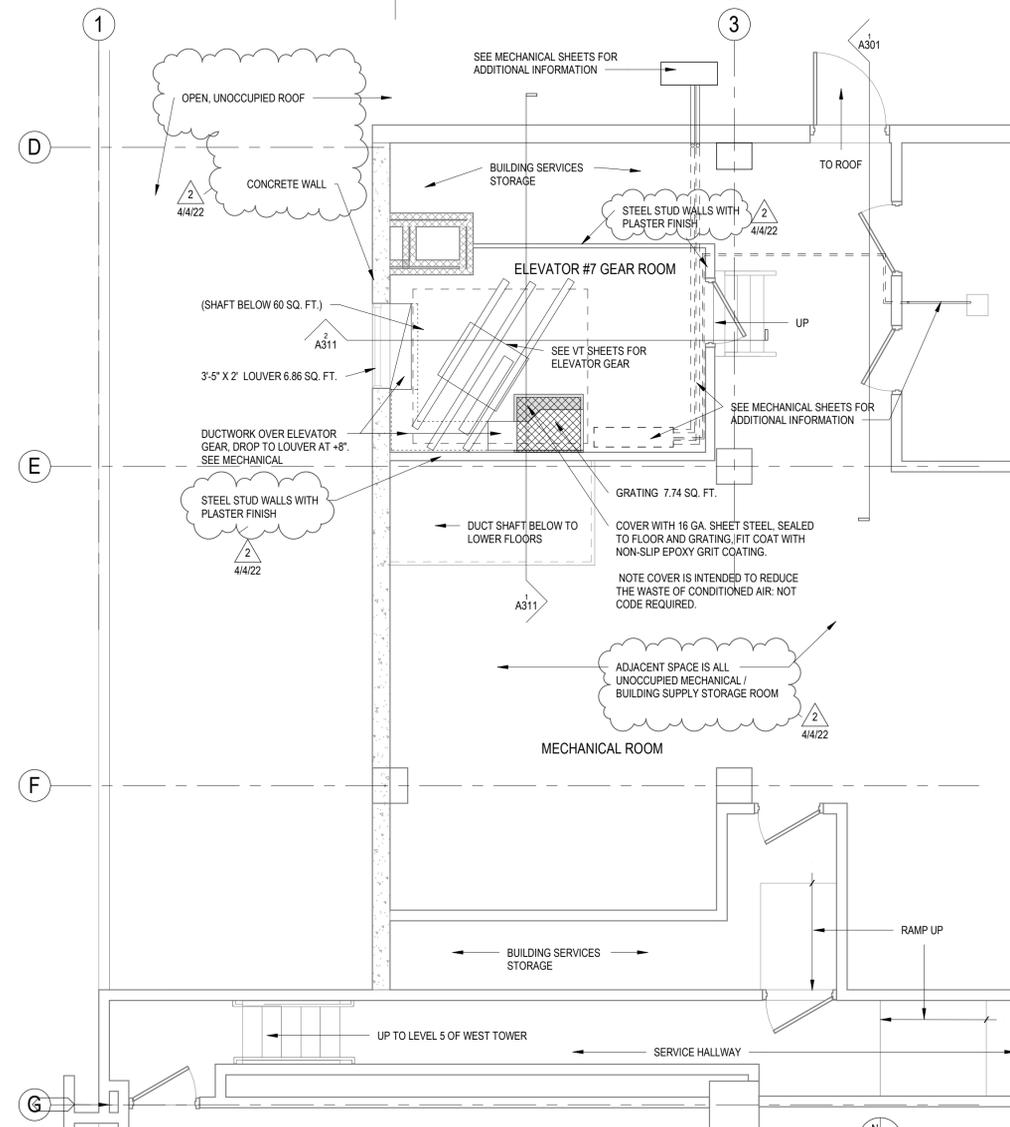 1
3
1
A301
SEE MECHANICAL SHEETS FOR
ADDITIONAL INFORMATION
OPEN, UNOCCUPIED ROOF
D
TO ROOF
BUILDING SERVICES
STORAGE
CONCRETE WALL
2
4/4/22
STEEL STUD WALLS WITH
PLASTER FINISH
2
4/4/22
ELEVATOR #7 GEAR ROOM
(SHAFT BELOW 60 SQ. FT.)
UP
2
A311
SEE VT SHEETS FOR
ELEVATOR GEAR
3'-5" X 2' LOUVER 6.86 SQ. FT.
SEE MECHANICAL SHEETS FOR
ADDITIONAL INFORMATION
DUCTWORK OVER ELEVATOR
GEAR, DROP TO LOUVER AT +8".
SEE MECHANICAL
E
STEEL STUD WALLS WITH
PLASTER FINISH
2
4/4/22
GRATING 7.74 SQ. FT.
DUCT SHAFT BELOW TO
LOWER FLOORS
COVER WITH 16 GA. SHEET STEEL, SEALED
TO FLOOR AND GRATING, FIT COAT WITH
NON-SLIP EPOXY GRIT COATING.
NOTE COVER IS INTENDED TO REDUCE
THE WASTE OF CONDITIONED AIR: NOT
CODE REQUIRED.
1
A311
ADJACENT SPACE IS ALL
UNOCCUPIED MECHANICAL /
BUILDING SUPPLY STORAGE ROOM
2
4/4/22
MECHANICAL ROOM
F
RAMP UP
BUILDING SERVICES
STORAGE
UP TO LEVEL 5 OF WEST TOWER
SERVICE HALLWAY
G
N